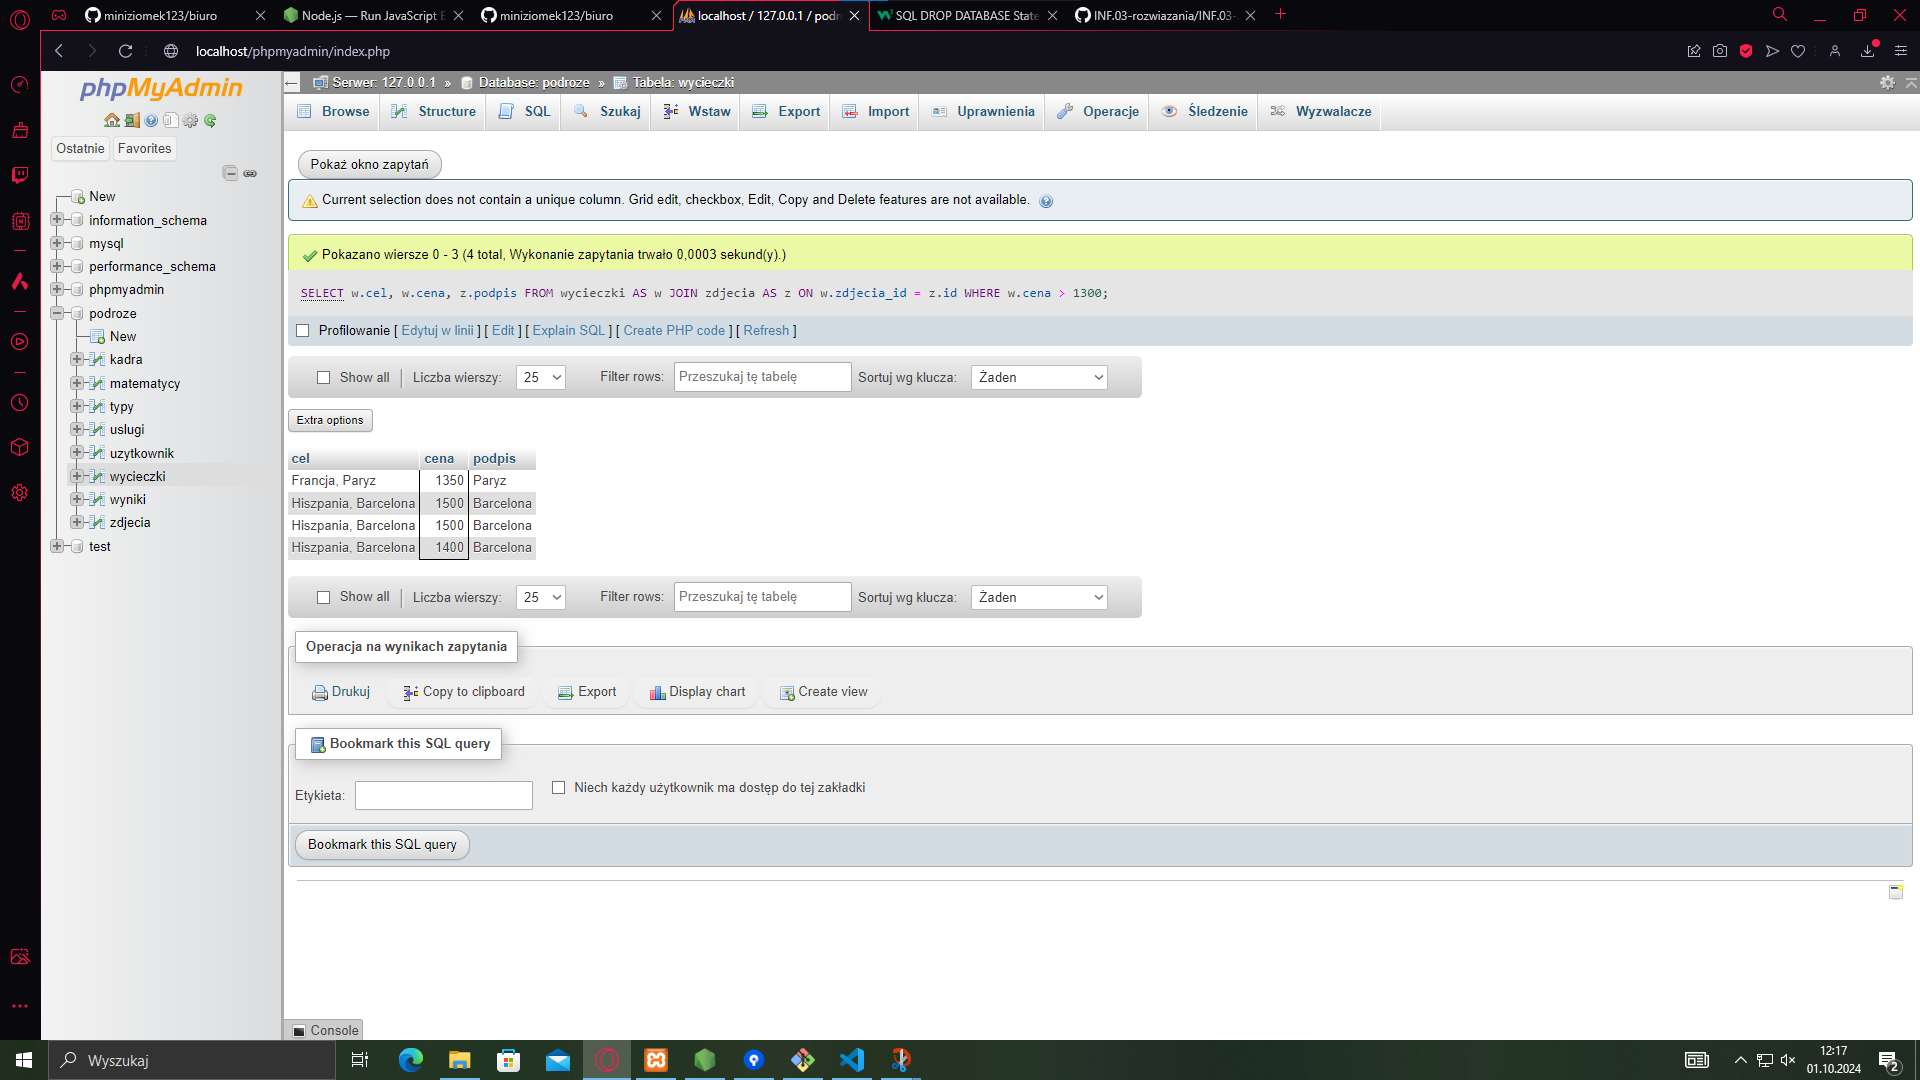 miniziomek123/biuro
Node.js — Run JavaScript E
miniziomek123/biuro
localhost / 127.0.0.1 / podr
SQL DROP DATABASE State
INF.03-rozwiazania/INF.03-
localhost/phpmyadmin/index.php
phpMyAdmin
Ostatnie
Favorites
New
information_schema
mysql
performance_schema
phpmyadmin
podroze
New
kadra
matematycy
typy
uslugi
uzytkownik
wycieczki
wyniki
zdjecia
test
Serwer: 127.0.0.1 » Database: podroze » Tabela: wycieczki
Browse
Structure
SQL
Szukaj
Wstaw
Export
Import
Uprawnienia
Operacje
Śledzenie
Wyzwalacze
Pokaż okno zapytań
Current selection does not contain a unique column. Grid edit, checkbox, Edit, Copy and Delete features are not available.
Pokazano wiersze 0 - 3 (4 total, Wykonanie zapytania trwało 0,0003 sekund(y).)
SELECT w.cel, w.cena, z.podpis FROM wycieczki AS w JOIN zdjecia AS z ON w.zdjecia_id = z.id WHERE w.cena > 1300;
Profilowanie [ Edytuj w linii ] [ Edit ] [ Explain SQL ] [ Create PHP code ] [ Refresh ]
Show all | Liczba wierszy: 25 Filter rows: Przeszukaj tę tabelę Sortuj wg klucza: Żaden
Extra options
cel cena podpis
Francja, Paryz 1350 Paryz
Hiszpania, Barcelona 1500 Barcelona
Hiszpania, Barcelona 1500 Barcelona
Hiszpania, Barcelona 1400 Barcelona
Show all | Liczba wierszy: 25 Filter rows: Przeszukaj tę tabelę Sortuj wg klucza: Żaden
Operacja na wynikach zapytania
Drukuj
Copy to clipboard
Export
Display chart
Create view
Bookmark this SQL query
Etykieta:
Niech każdy użytkownik ma dostęp do tej zakładki
Bookmark this SQL query
Console
Wyszukaj
12:17
01.10.2024
2